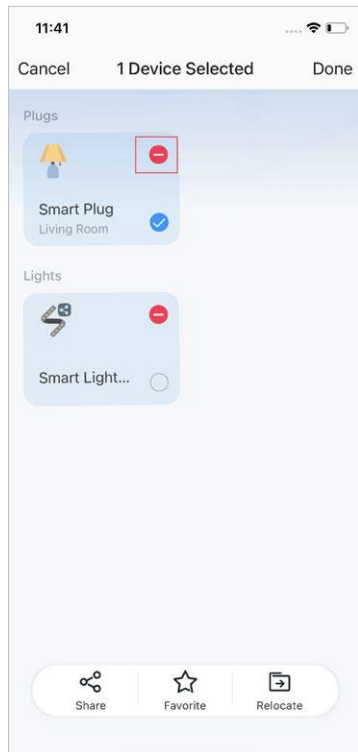 11:41
Cancel 1 Device Selected Done
Plugs
Smart Plug
Living Room
Lights
Smart Light...
Share Favorite Relocate